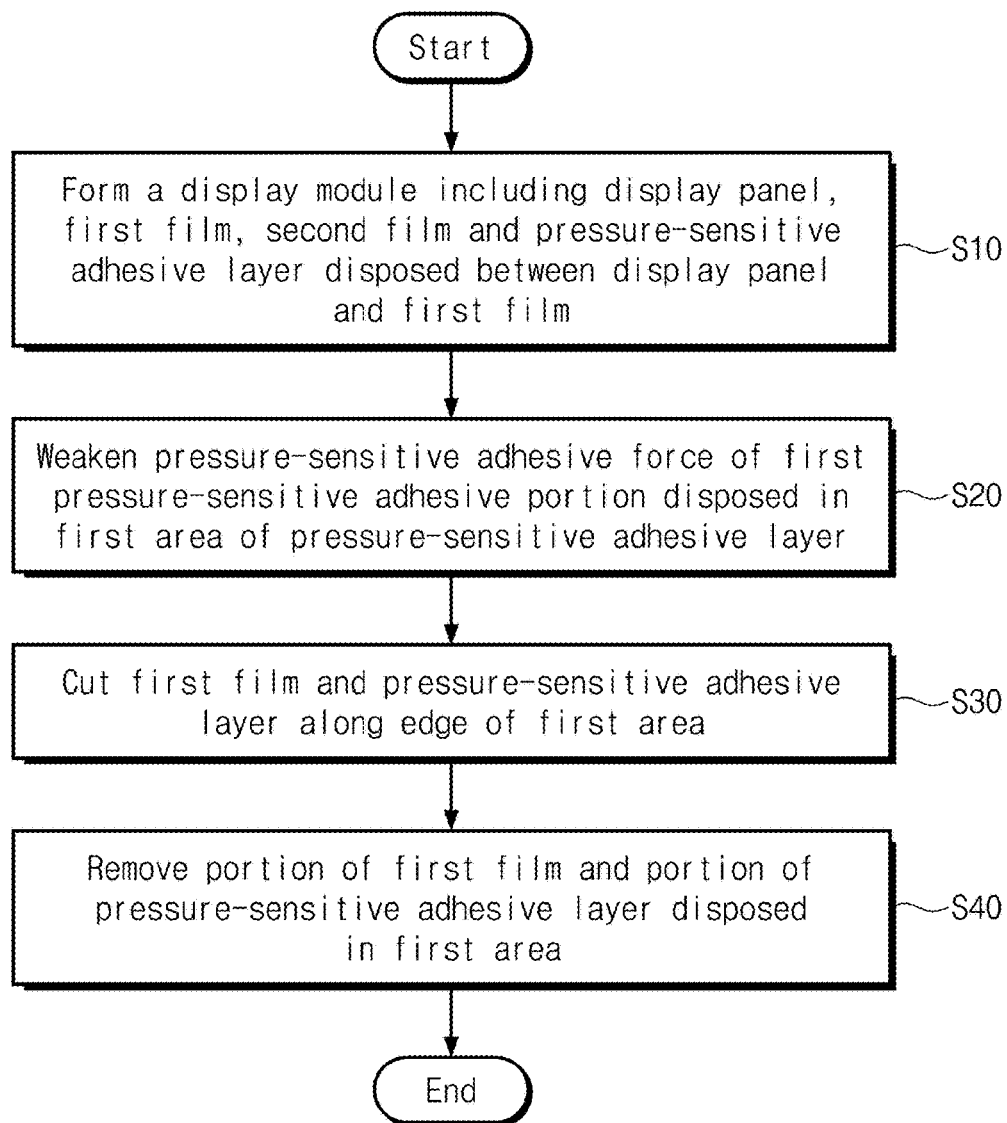 Start
Form a display module including display panel,
first film, second film and pressure-sensitive
adhesive layer disposed between display panel
and first film
S10
Weaken pressure-sensitive adhesive force of first
pressure-sensitive adhesive portion disposed in
first area of pressure-sensitive adhesive layer
S20
Cut first film and pressure-sensitive adhesive
layer along edge of first area
S30
Remove portion of first film and portion of
pressure-sensitive adhesive layer disposed
in first area
S40
End